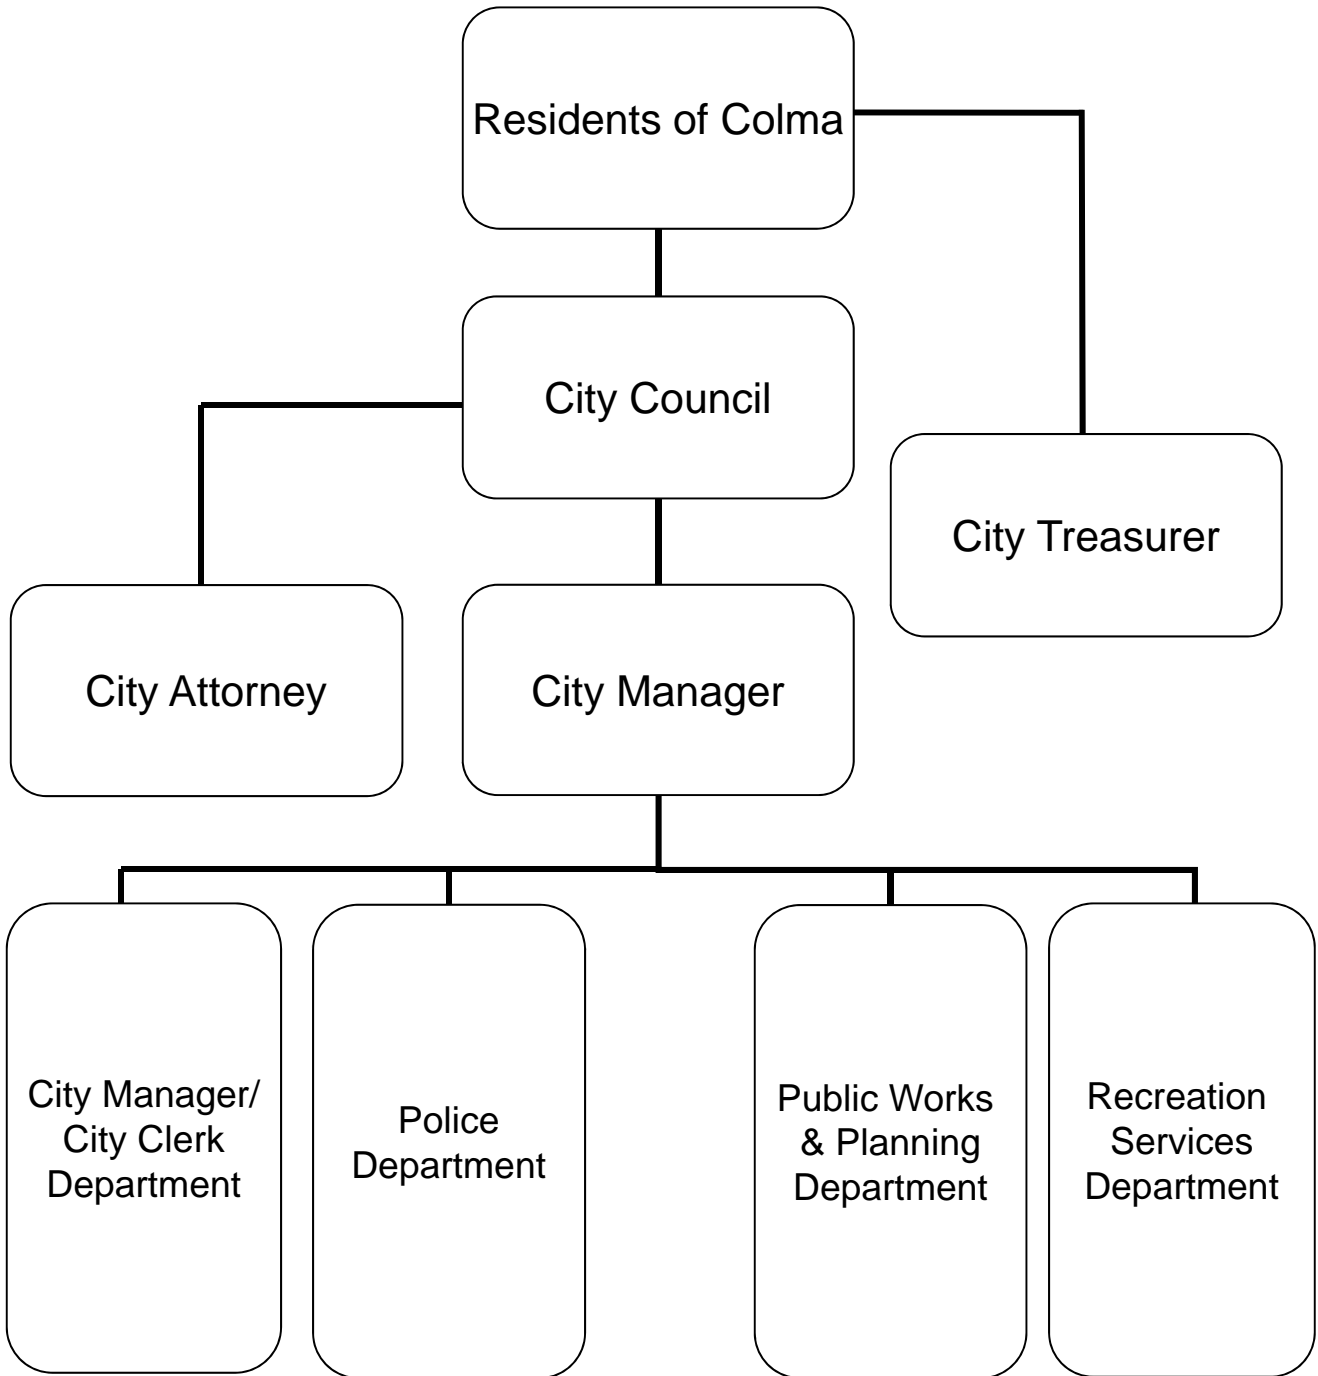 Residents of Colma
City Council
City Treasurer
City Attorney
City Manager
City Manager/
City Clerk
Department
Police
Department
Public Works
& Planning
Department
Recreation
Services
Department